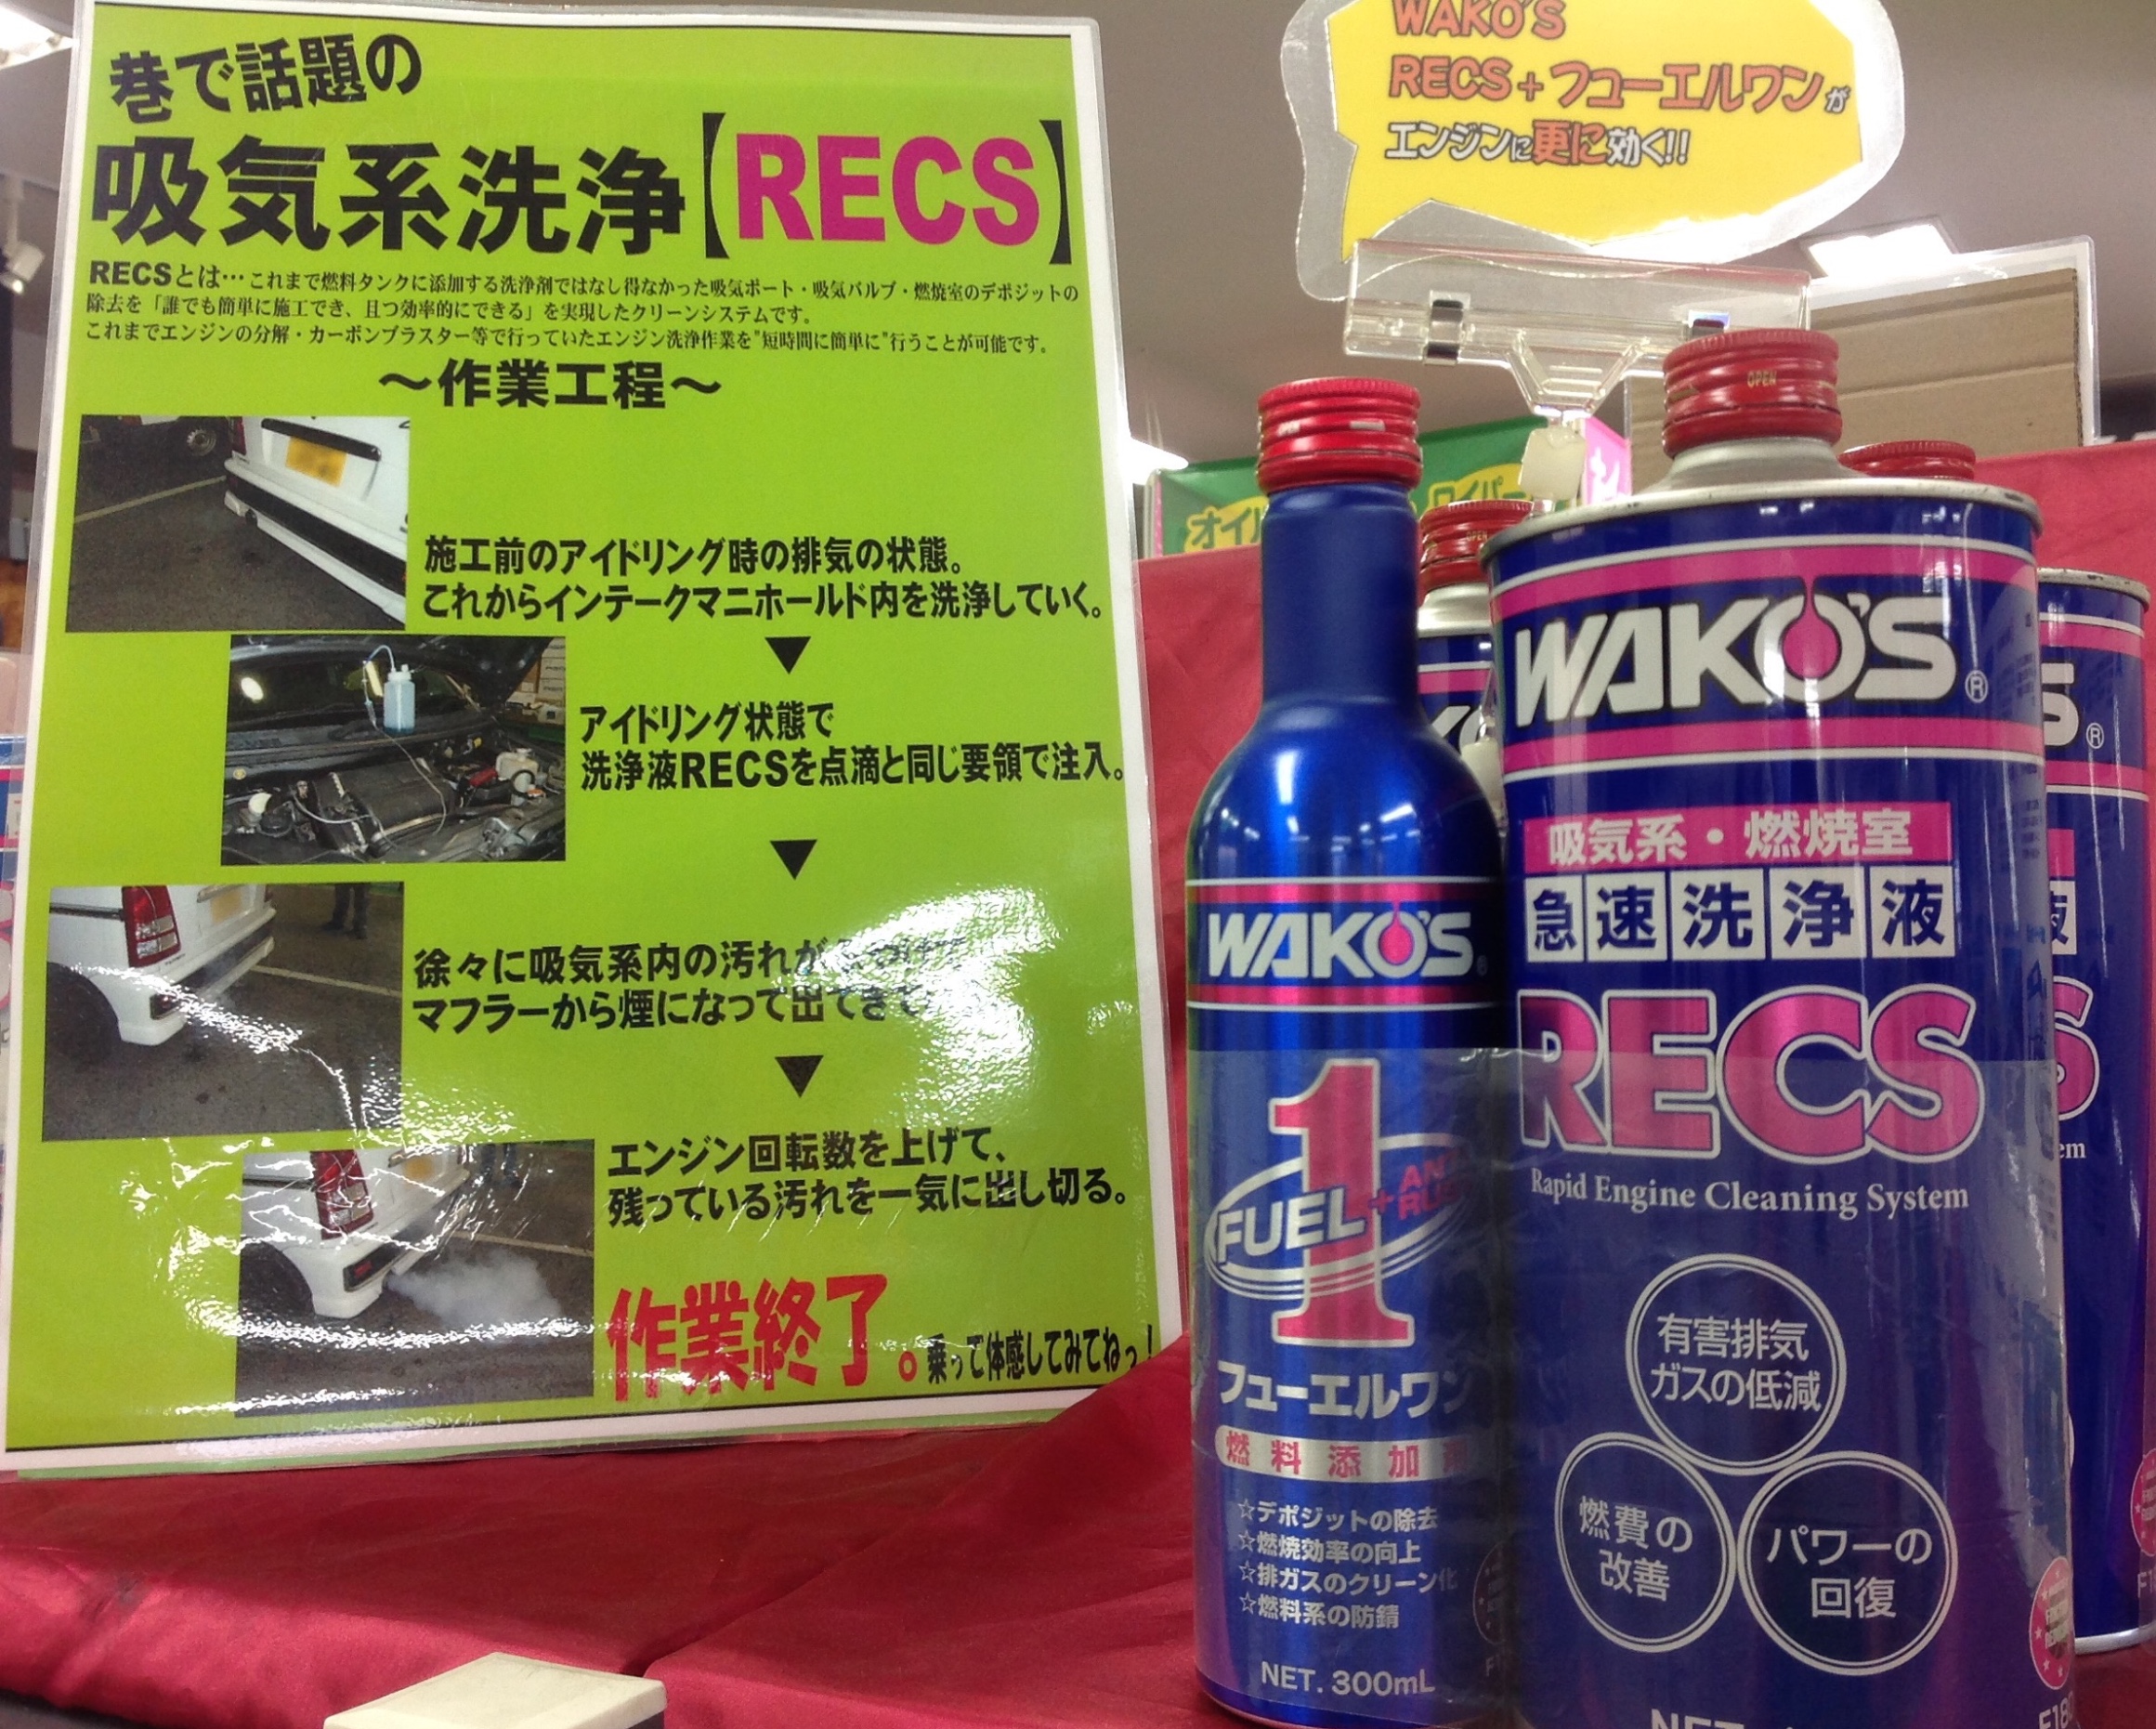 巷で話題の
吸気系洗浄【RECS】
RECSとは…これまで燃料タンクに添加する洗浄剤ではなし得なかった吸気ポート・吸気バルブ・燃焼室のデポジットの
除去を「誰でも簡単に施工でき、且つ効率的にできる」を実現したクリーンシステムです。
これまでエンジンの分解・カーボンブラスター等で行っていたエンジン洗浄作業を"短時間に簡単に"行うことが可能です。
～作業工程～
施工前のアイドリング時の排気の状態。
これからインテークマニホールド内を洗浄していく。
▼
アイドリング状態で
洗浄液RECSを点滴と同じ要領で注入。
▼
徐々に吸気系内の汚れが
マフラーから煙になって出てきて
▼
エンジン回転数を上げて、
残っている汚れを一気に出し切る。
作業終了。乗って体感してみてねっ!
WAKO'S
RECS+フューエルワンが
エンジンに更に効く!!
オイル
ワイパー
WAKO'S®
FUEL1+ANTI RUST
フューエルワン
燃料添加剤
☆デポジットの除去
☆燃焼効率の向上
☆排ガスのクリーン化
☆燃料系の防錆
NET. 300mL
OPEN
WAKO'S®
吸気系・燃焼室
急速洗浄液
RECS
Rapid Engine Cleaning System
有害排気
ガスの低減
燃費の
改善
パワーの
回復
NET.